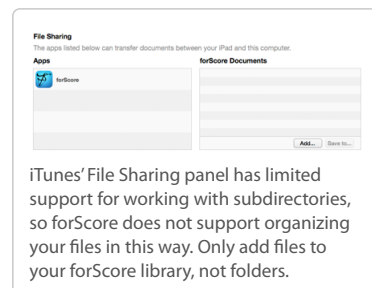 File Sharing
The apps listed below can transfer documents between your iPad and this computer.
Apps
forScore Documents
forScore
Add... Save to...
iTunes’ File Sharing panel has limited
support for working with subdirectories,
so forScore does not support organizing
your files in this way. Only add files to
your forScore library, not folders.